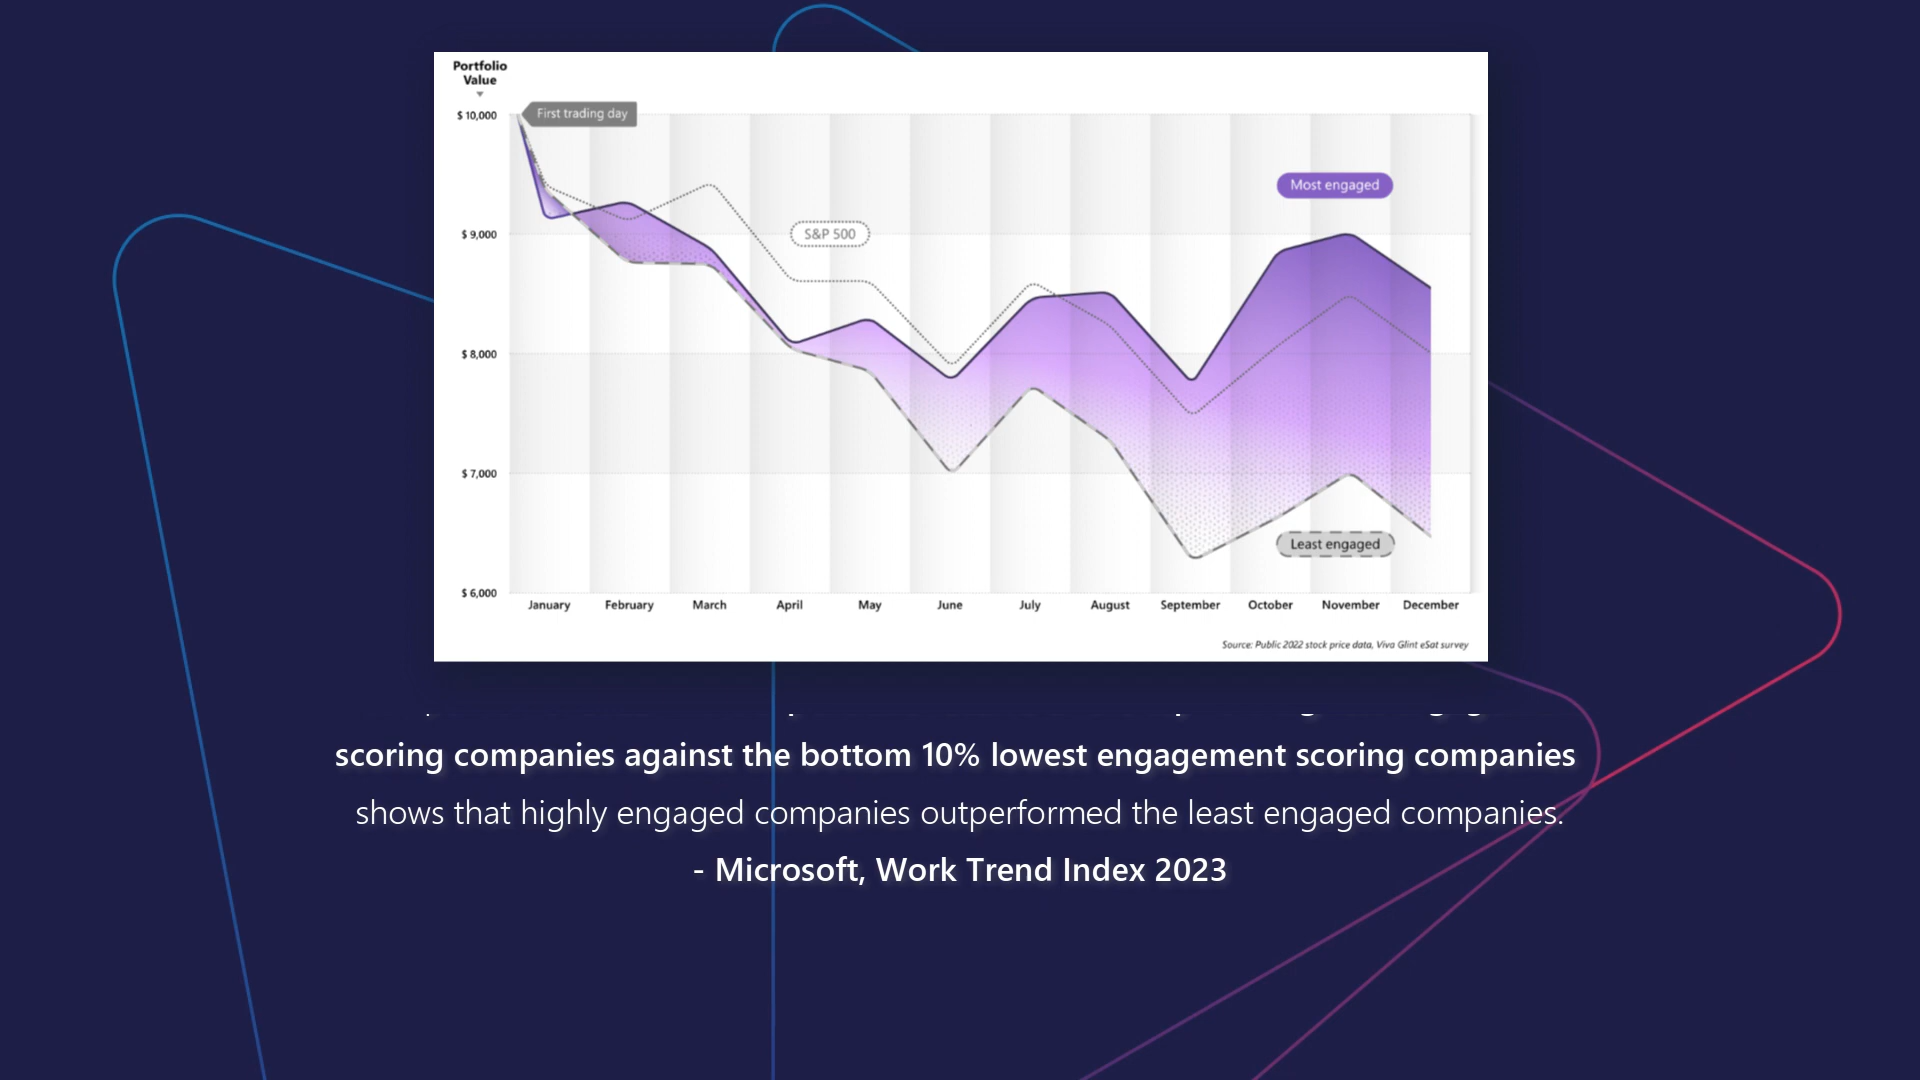 Portfolio
Value
$ 10,000
First trading day
Most engaged
S&P 500
$ 9,000
$ 8,000
$ 7,000
Least engaged
$ 6,000
January February March April May June July August September October November December
Source: Public 2022 stock price data, Viva Glint eSat survey
scoring companies against the bottom 10% lowest engagement scoring companies
shows that highly engaged companies outperformed the least engaged companies.
- Microsoft, Work Trend Index 2023